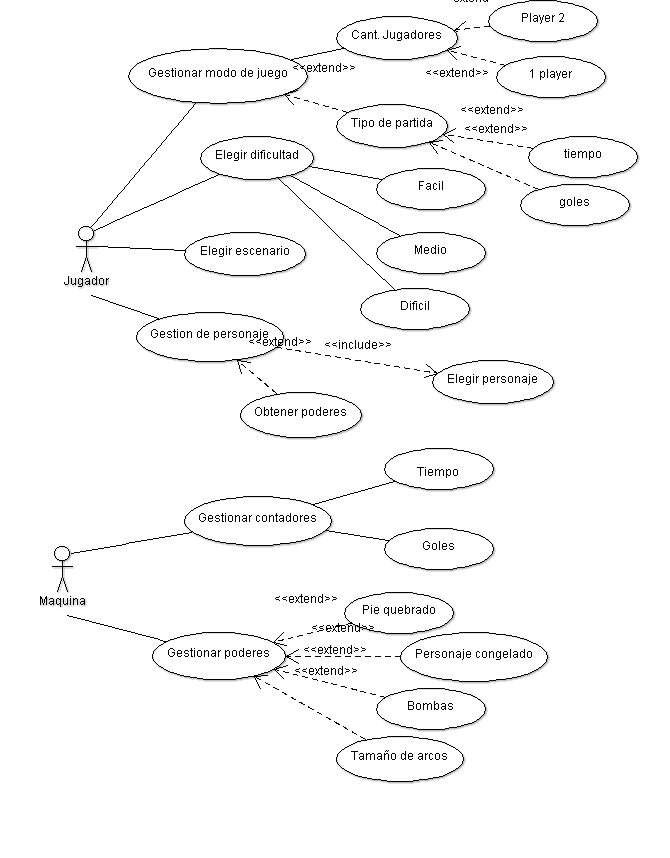 extend
Player 2
Cant. Jugadores
Gestionar modo de juego
<<extend>>
<<extend>>
1 player
<<extend>>
Tipo de partida
<<extend>>
tiempo
Elegir dificultad
Facil
goles
Elegir escenario
Medio
Jugador
Dificil
Gestion de personaje
<<extend>>
<<include>>
Elegir personaje
Obtener poderes
Tiempo
Gestionar contadores
Goles
Maquina
<<extend>>
Pie quebrado
<<extend>>
Gestionar poderes
<<extend>>
Personaje congelado
<<extend>>
Bombas
Tamaño de arcos